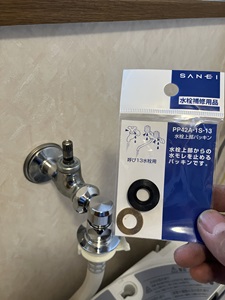 SANEI
水栓補修用品
PP42A-1S-13
水栓上部パッキン
水栓上部からの
水モレを止める
パッキンです。
呼び13水栓用